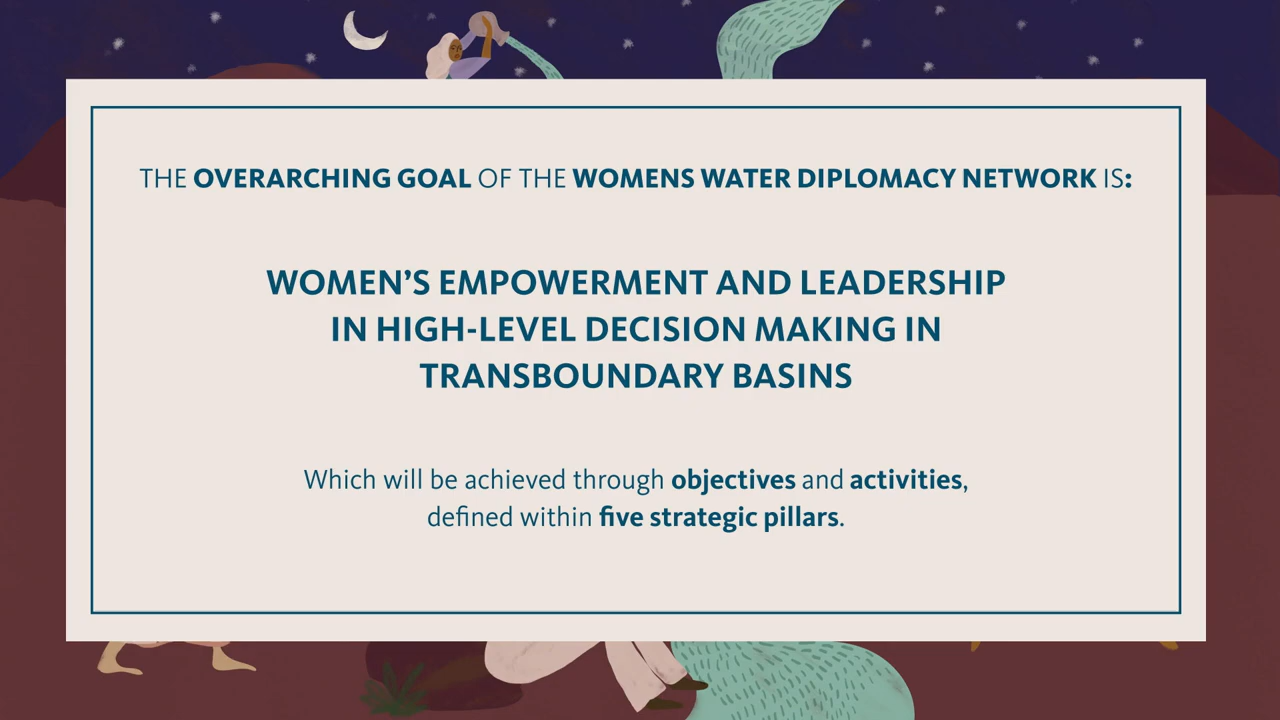 THE OVERARCHING GOAL OF THE WOMENS WATER DIPLOMACY NETWORK IS:
WOMEN’S EMPOWERMENT AND LEADERSHIP
IN HIGH-LEVEL DECISION MAKING IN
TRANSBOUNDARY BASINS
Which will be achieved through objectives and activities,
defined within five strategic pillars.